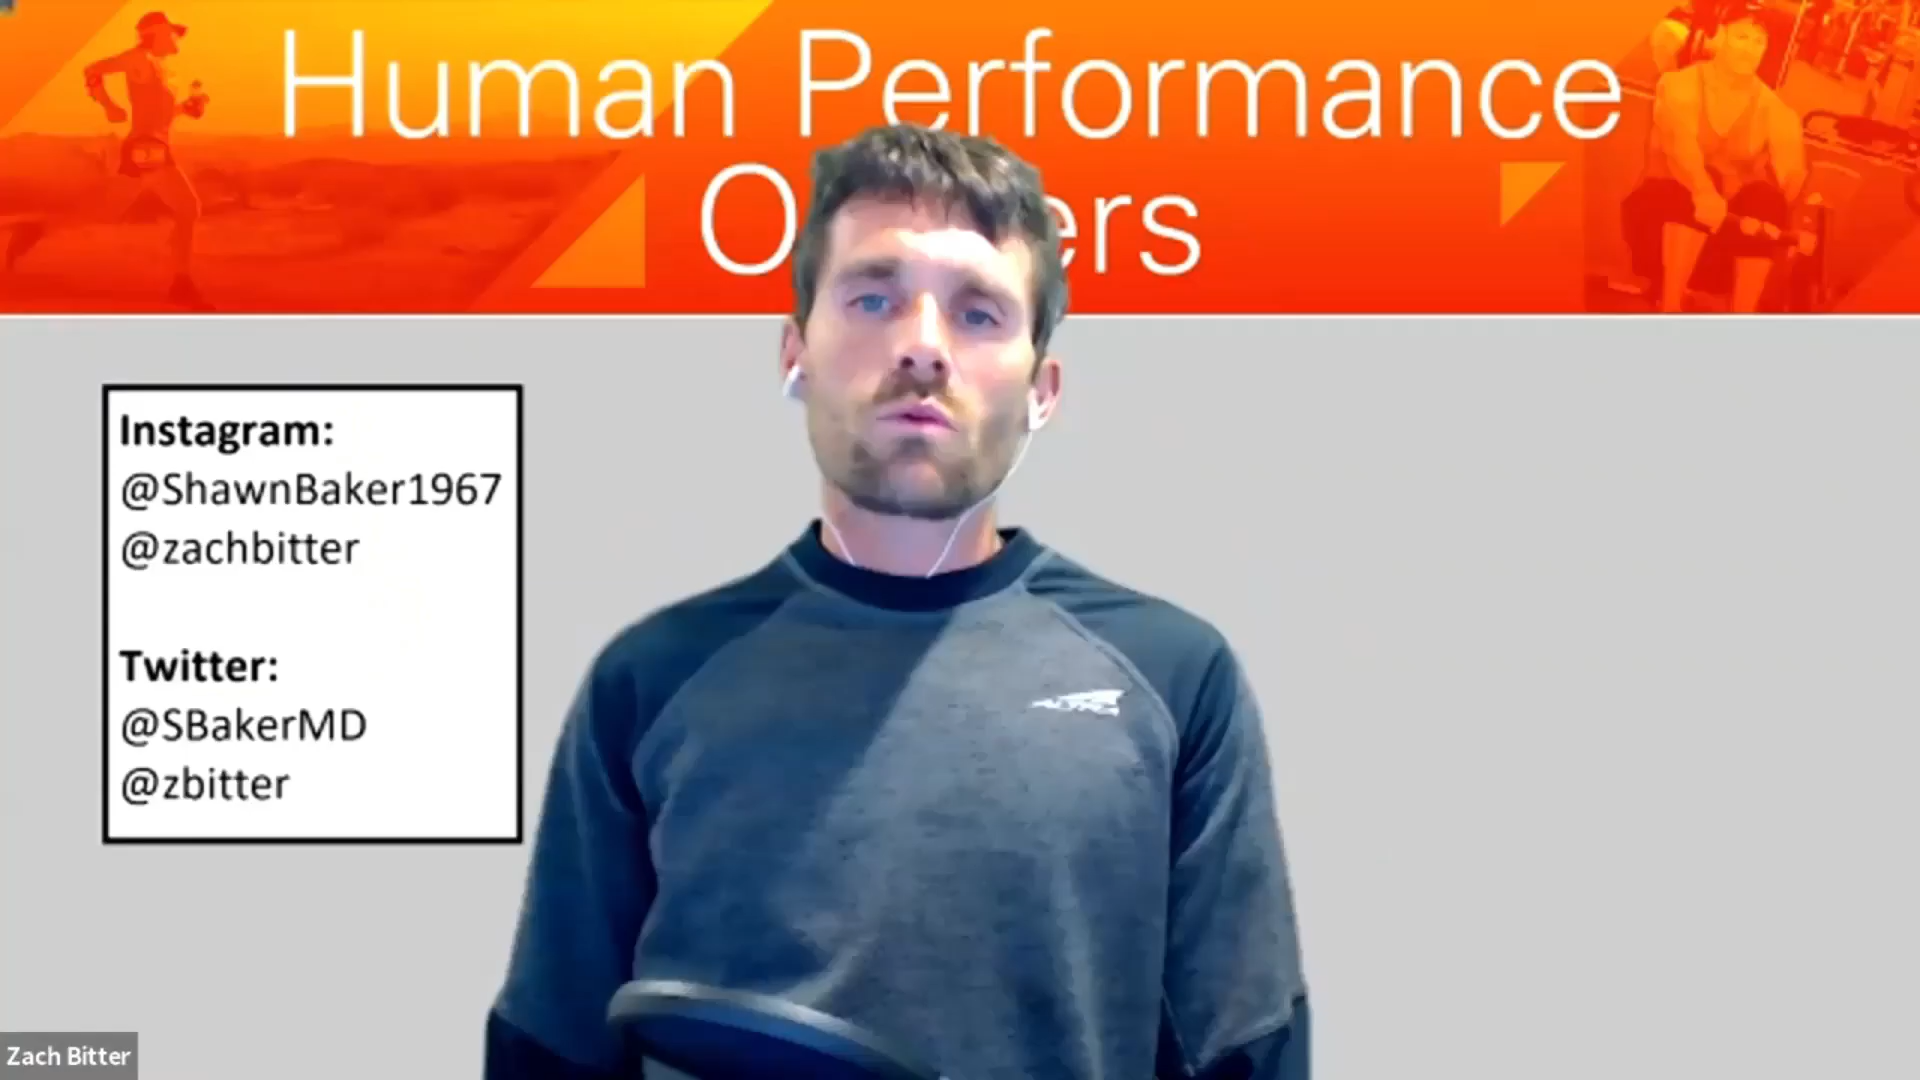 Human Performance
O ers
Instagram:
@ShawnBaker1967
@zachbitter
Twitter:
@SBakerMD
@zbitter
Zach Bitter